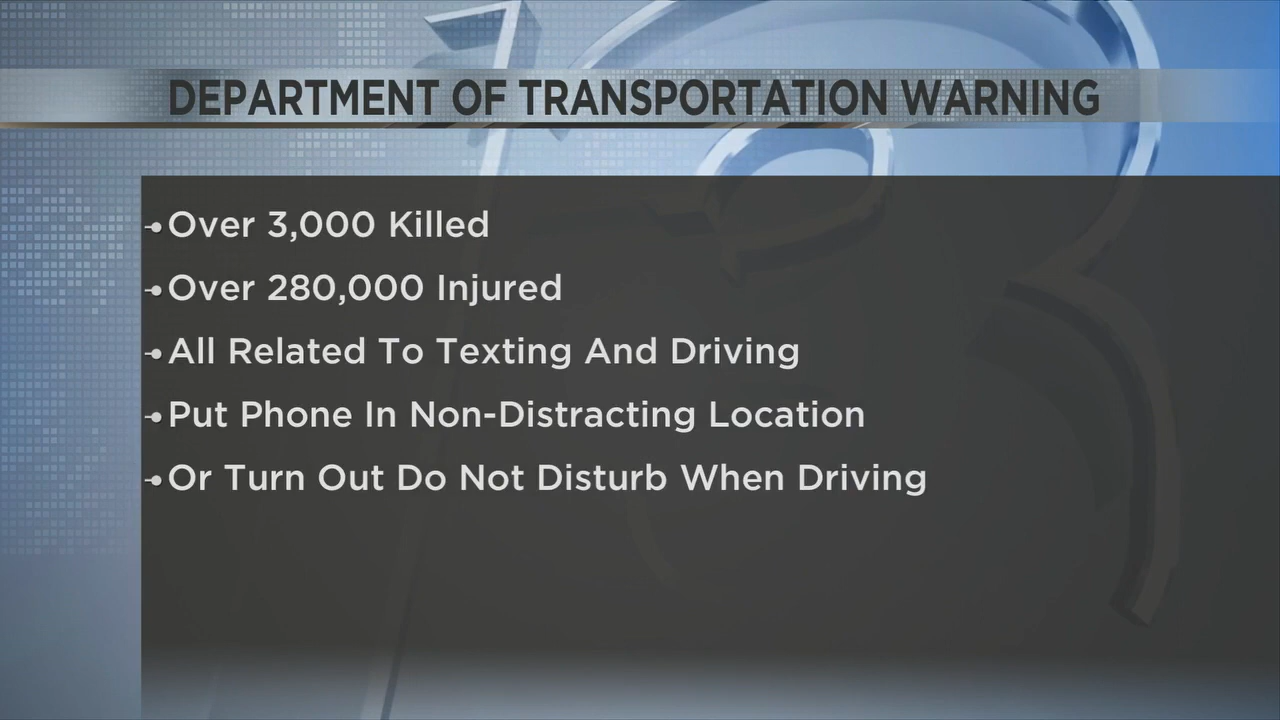 DEPARTMENT OF TRANSPORTATION WARNING
Over 3,000 Killed
Over 280,000 Injured
All Related To Texting And Driving
Put Phone In Non-Distracting Location
Or Turn Out Do Not Disturb When Driving